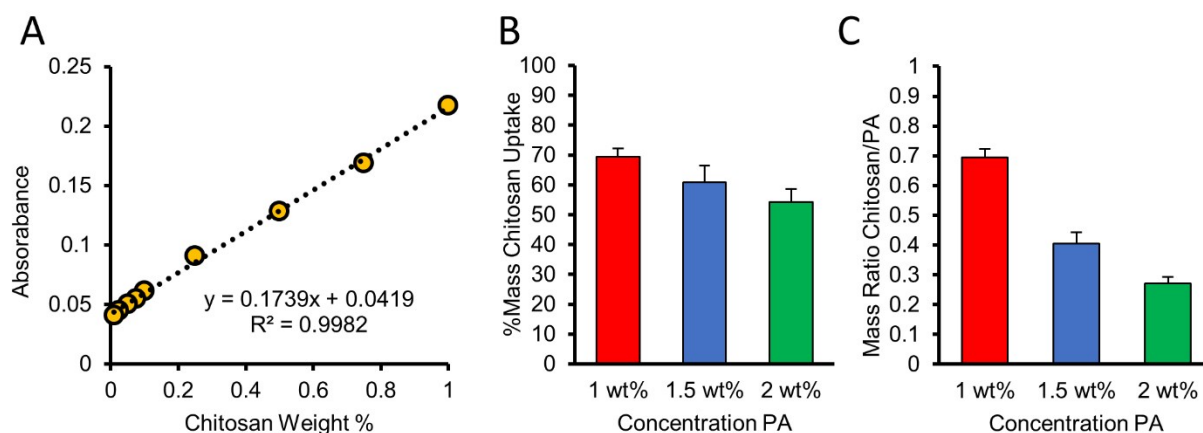 A
Absorabance
0.25
0.2
0.15
0.1
0.05
0
y = 0.1739x + 0.0419
R² = 0.9982
0 0.2 0.4 0.6 0.8 1
Chitosan Weight %
B
%Mass Chitosan Uptake
100
90
80
70
60
50
40
30
20
10
0
1 wt% 1.5 wt% 2 wt%
Concentration PA
C
Mass Ratio Chitosan/PA
1
0.9
0.8
0.7
0.6
0.5
0.4
0.3
0.2
0.1
0
1 wt% 1.5 wt% 2 wt%
Concentration PA